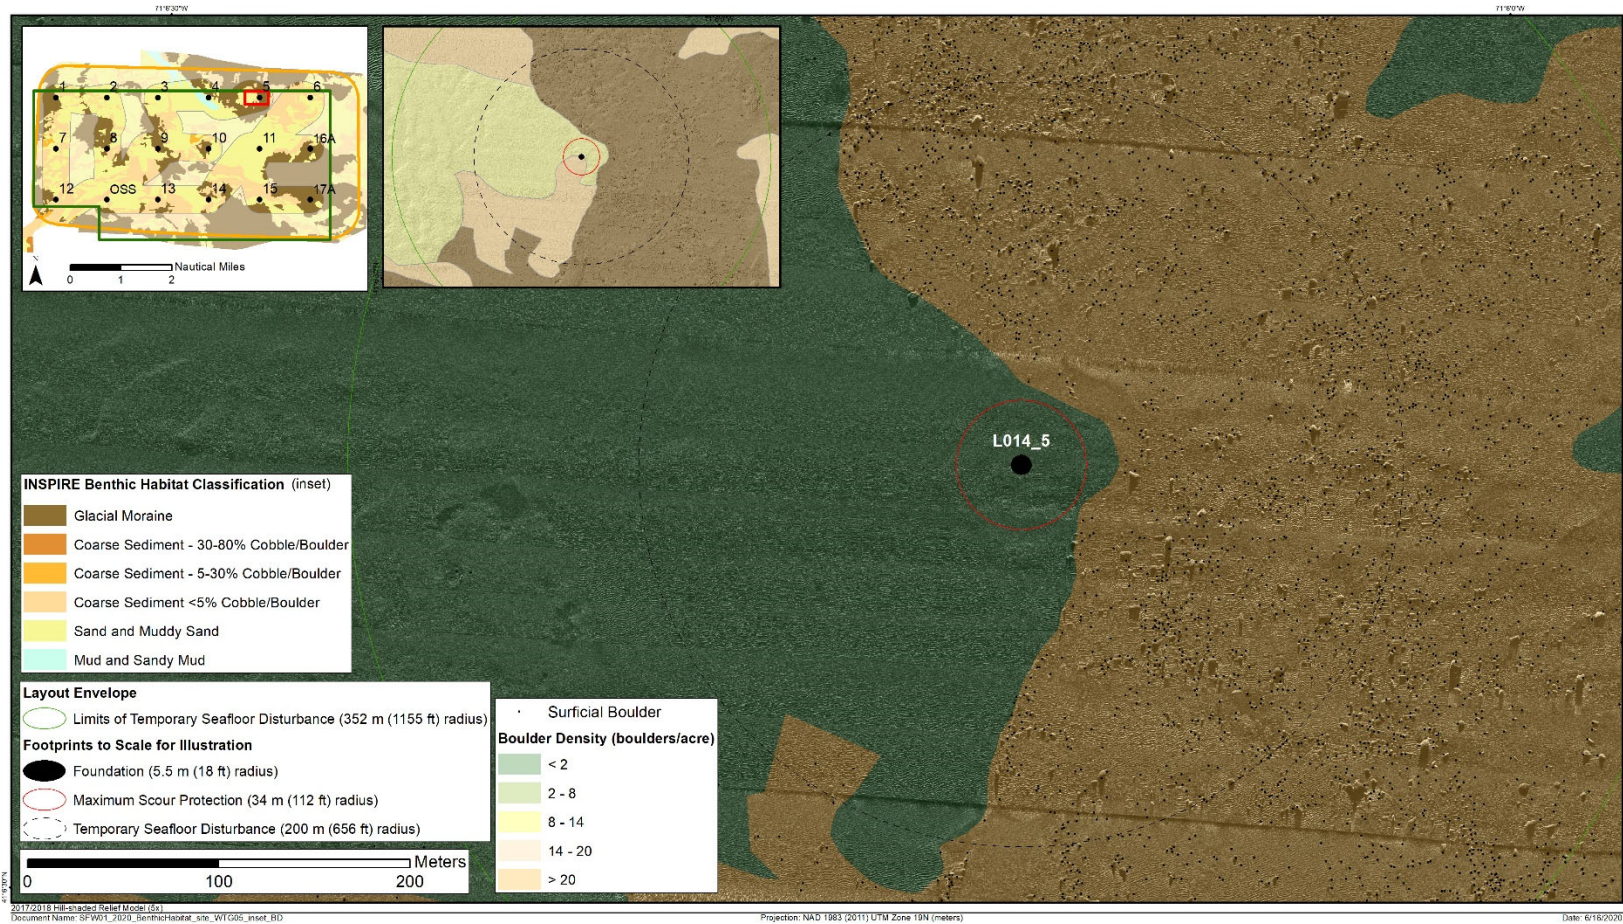 71°6'30"W
71°6'0"W
1
2
3
4
5
6
7
8
9
10
11
16A
12
OSS
13
14
15
17A
N
Nautical Miles
0 1 2
L014_5
INSPIRE Benthic Habitat Classification (inset)
Glacial Moraine
Coarse Sediment - 30-80% Cobble/Boulder
Coarse Sediment - 5-30% Cobble/Boulder
Coarse Sediment <5% Cobble/Boulder
Sand and Muddy Sand
Mud and Sandy Mud
Layout Envelope
Limits of Temporary Seafloor Disturbance (352 m (1155 ft) radius)
Footprints to Scale for Illustration
Foundation (5.5 m (18 ft) radius)
Maximum Scour Protection (34 m (112 ft) radius)
Temporary Seafloor Disturbance (200 m (656 ft) radius)
Surficial Boulder
Boulder Density (boulders/acre)
< 2
2 - 8
8 - 14
14 - 20
> 20
Meters
0 100 200
41°6'30"N
2017/2018 Hill-shaded Relief Model (5x)
Document Name: SFW01_2020_BenthicHabitat_site_WTG05_inset_BD
Projection: NAD 1983 (2011) UTM Zone 19N (meters)
Date: 6/16/2020